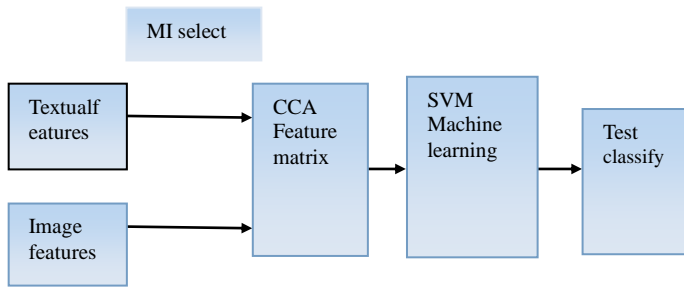 MI select
Textualf
eatures
Image
features
CCA
Feature
matrix
SVM
Machine
learning
Test
classify